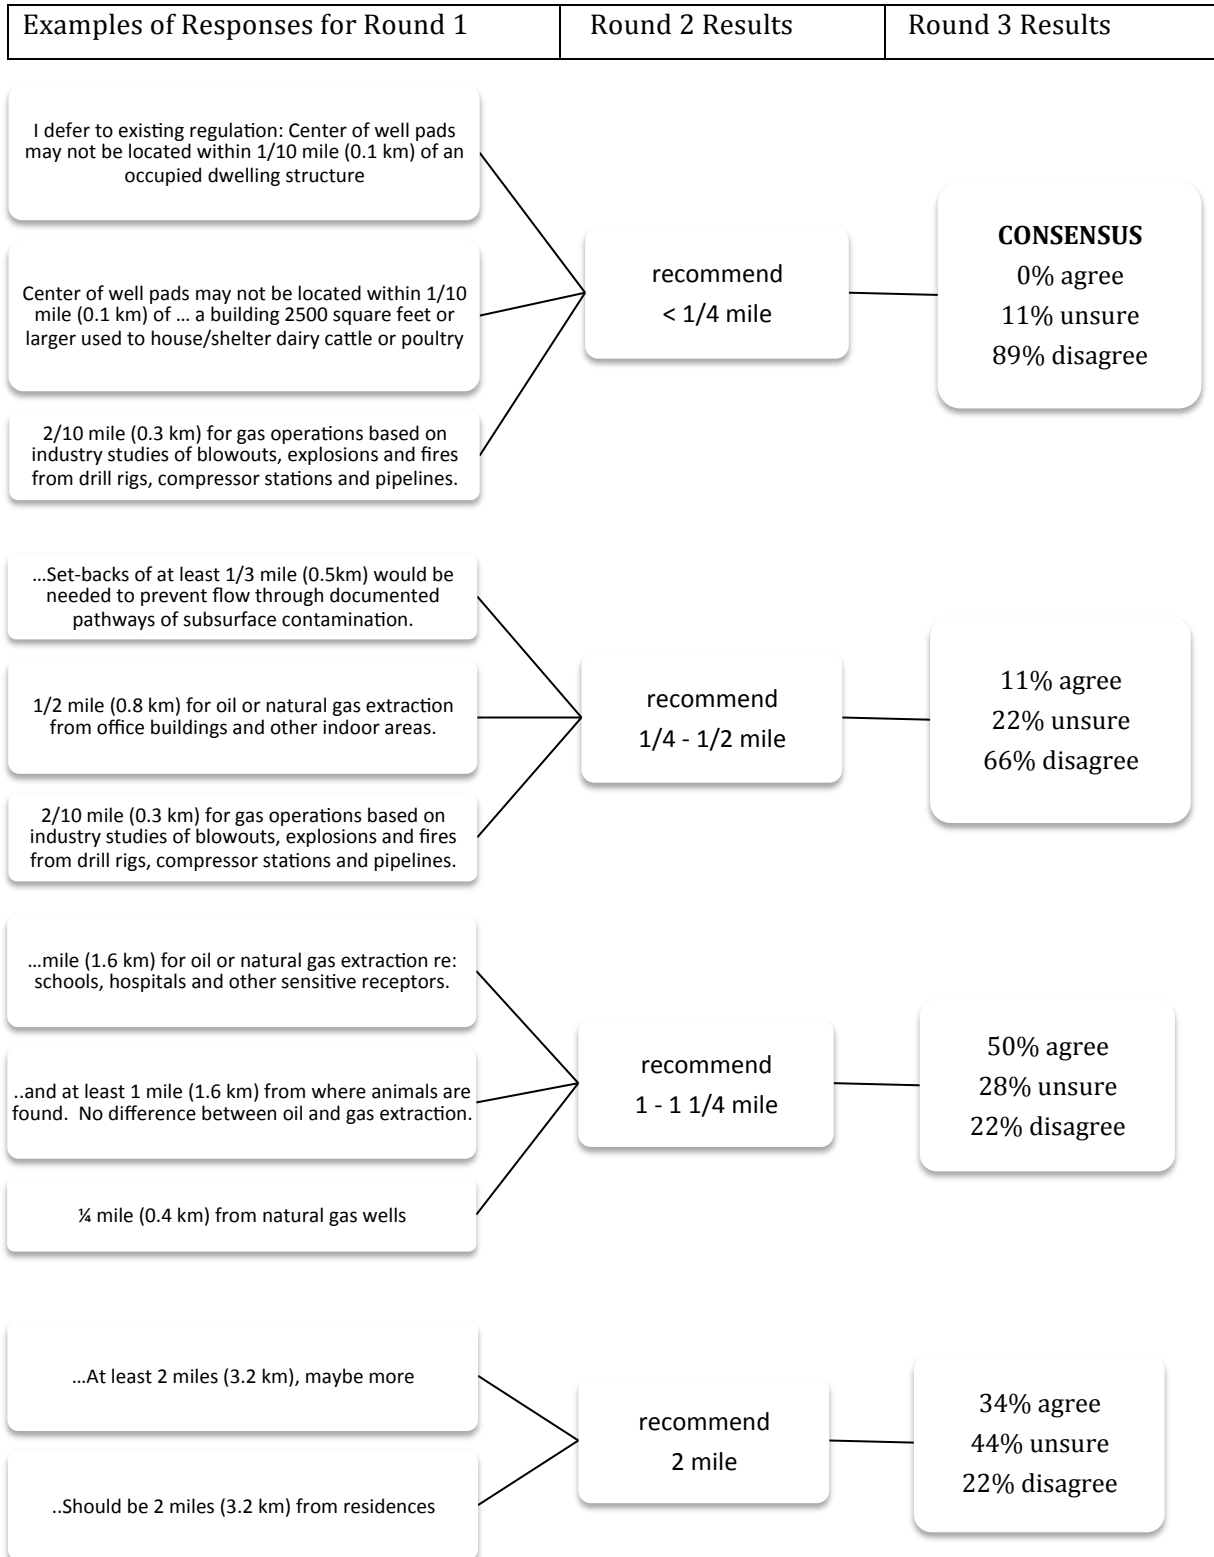 Examples of Responses for Round 1
Round 2 Results
Round 3 Results
I defer to existing regulation: Center of well pads
may not be located within 1/10 mile (0.1 km) of an
occupied dwelling structure
Center of well pads may not be located within 1/10
mile (0.1 km) of … a building 2500 square feet or
larger used to house/shelter dairy cattle or poultry
2/10 mile (0.3 km) for gas operations based on
industry studies of blowouts, explosions and fires
from drill rigs, compressor stations and pipelines.
recommend
< 1/4 mile
CONSENSUS
0% agree
11% unsure
89% disagree
…Set-backs of at least 1/3 mile (0.5km) would be
needed to prevent flow through documented
pathways of subsurface contamination.
1/2 mile (0.8 km) for oil or natural gas extraction
from office buildings and other indoor areas.
2/10 mile (0.3 km) for gas operations based on
industry studies of blowouts, explosions and fires
from drill rigs, compressor stations and pipelines.
recommend
1/4 - 1/2 mile
11% agree
22% unsure
66% disagree
…mile (1.6 km) for oil or natural gas extraction re:
schools, hospitals and other sensitive receptors.
..and at least 1 mile (1.6 km) from where animals are
found. No difference between oil and gas extraction.
¼ mile (0.4 km) from natural gas wells
recommend
1 - 1 1/4 mile
50% agree
28% unsure
22% disagree
…At least 2 miles (3.2 km), maybe more
..Should be 2 miles (3.2 km) from residences
recommend
2 mile
34% agree
44% unsure
22% disagree